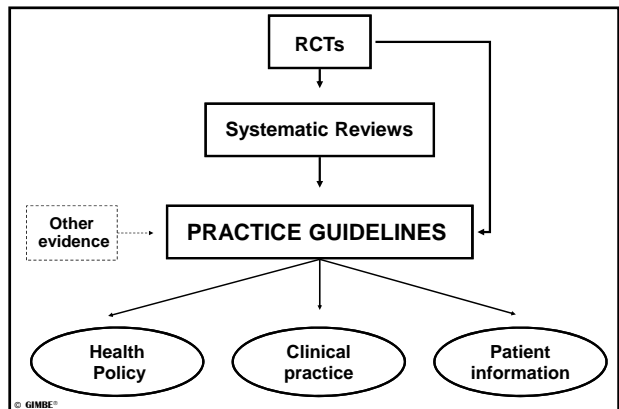 RCTs
Systematic Reviews
Other
evidence
PRACTICE GUIDELINES
Health
Policy
Clinical
practice
Patient
information
© GIMBE®